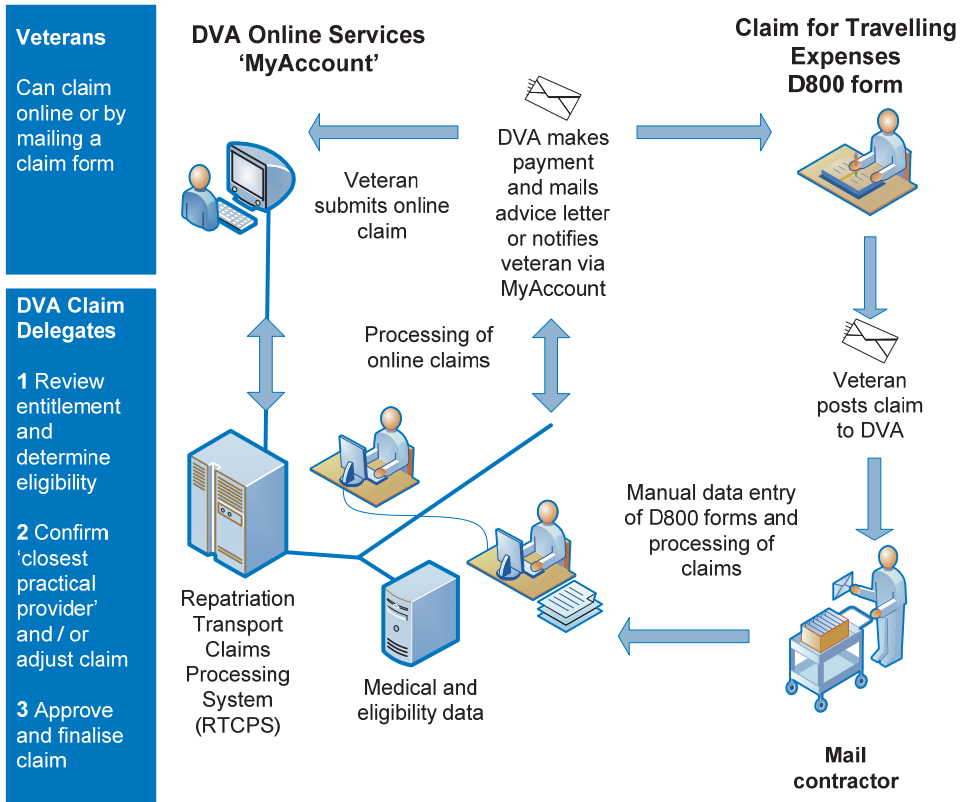 Veterans
Can claim
online or by
mailing a
claim form
DVA Claim
Delegates
1 Review
entitlement
and
determine
eligibility
2 Confirm
‘closest
practical
provider’
and / or
adjust claim
3 Approve
and finalise
claim
DVA Online Services
‘MyAccount’
Veteran
submits online
claim
DVA makes
payment
and mails
advice letter
or notifies
veteran via
MyAccount
Claim for Travelling
Expenses
D800 form
Processing of
online claims
Veteran
posts claim
to DVA
Manual data entry
of D800 forms and
processing of
claims
Repatriation
Transport
Claims
Processing
System
(RTCPS)
Medical and
eligibility data
Mail
contractor